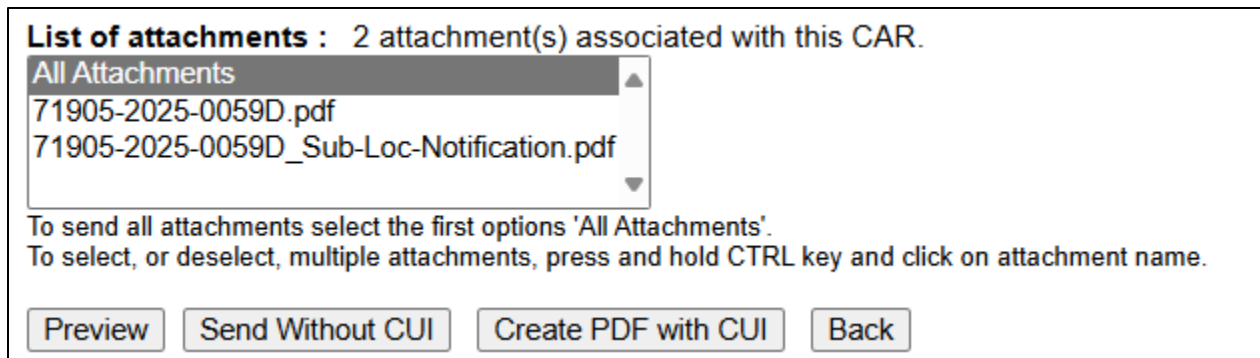 List of attachments : 2 attachment(s) associated with this CAR.
All Attachments
71905-2025-0059D.pdf
71905-2025-0059D_Sub-Loc-Notification.pdf
To send all attachments select the first options 'All Attachments'.
To select, or deselect, multiple attachments, press and hold CTRL key and click on attachment name.
Preview Send Without CUI Create PDF with CUI Back